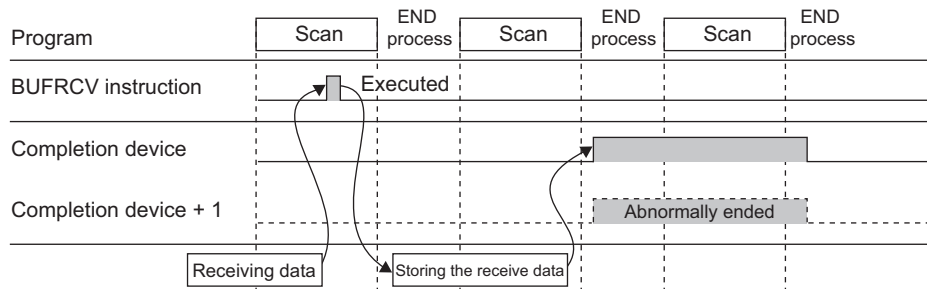 Program
Scan
END
process
Scan
END
process
Scan
END
process
BUFRCV instruction
Executed
Completion device
Completion device + 1
Abnormally ended
Receiving data
Storing the receive data